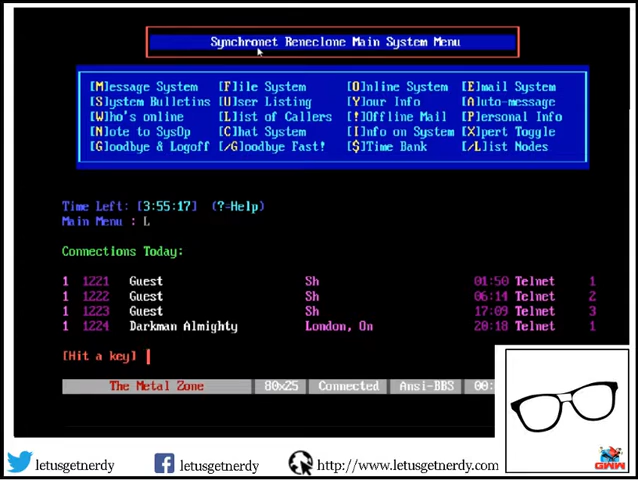 Synchronet Reneclone Main System Menu
[M]essage System [F]ile System [O]nline System [E]mail System
[S]ystem Bulletins [U]ser Listing [Y]our Info [A]uto-message
[W]ho's online [L]ist of Callers [!]Offline Mail [P]ersonal Info
[N]ote to SysOp [C]hat System [I]nfo on System [X]pert Toggle
[G]oodbye & Logoff [/G]oodbye Fast! [$]Time Bank [/L]ist Nodes
Time Left: [3:55:17] (?=Help)
Main Menu : L
Connections Today:
1 1221 Guest Sh 01:50 Telnet 1
1 1222 Guest Sh 06:14 Telnet 2
1 1223 Guest Sh 17:09 Telnet 3
1 1224 Darkman Almighty London, On 20:18 Telnet 1
[Hit a key]
The Metal Zone 80x25 Connected Ansi-BBS 00:
letusgetnerdy letusgetnerdy http://www.letusgetnerdy.com
GWW